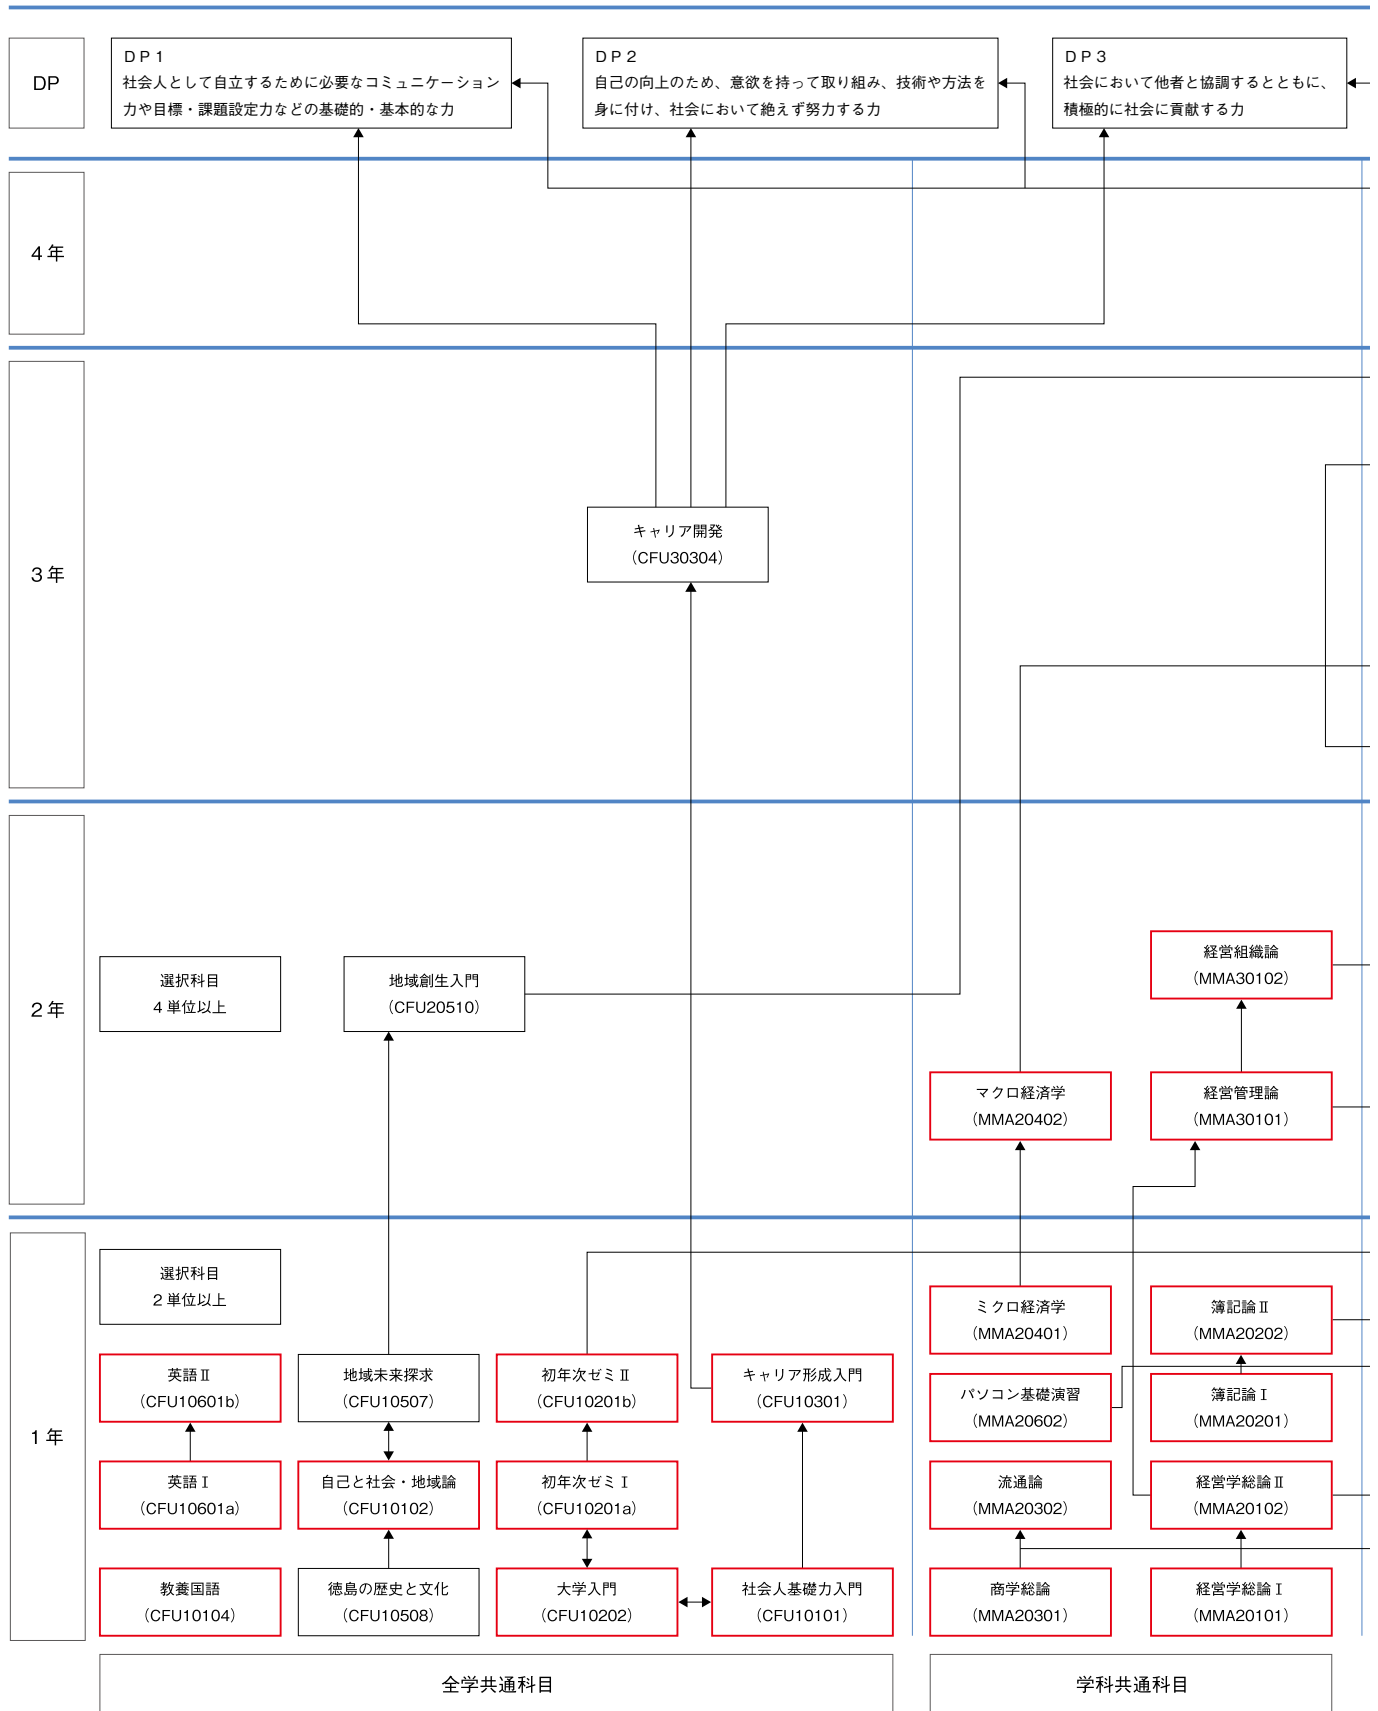 DP
DP1
社会人として自立するために必要なコミュニケーション
力や目標・課題設定力などの基礎的・基本的な力
DP2
自己の向上のため、意欲を持って取り組み、技術や方法を
身に付け、社会において絶えず努力する力
DP3
社会において他者と協調するとともに、
積極的に社会に貢献する力
4年
3年
キャリア開発
（CFU30304）
2年
選択科目
4単位以上
地域創生入門
（CFU20510）
経営組織論
（MMA30102）
マクロ経済学
（MMA20402）
経営管理論
（MMA30101）
1年
選択科目
2単位以上
ミクロ経済学
（MMA20401）
簿記論Ⅱ
（MMA20202）
英語Ⅱ
（CFU10601b）
地域未来探求
（CFU10507）
初年次ゼミⅡ
（CFU10201b）
キャリア形成入門
（CFU10301）
パソコン基礎演習
（MMA20602）
簿記論Ⅰ
（MMA20201）
英語Ⅰ
（CFU10601a）
自己と社会・地域論
（CFU10102）
初年次ゼミⅠ
（CFU10201a）
流通論
（MMA20302）
経営学総論Ⅱ
（MMA20102）
教養国語
（CFU10104）
徳島の歴史と文化
（CFU10508）
大学入門
（CFU10202）
社会人基礎力入門
（CFU10101）
商学総論
（MMA20301）
経営学総論Ⅰ
（MMA20101）
全学共通科目
学科共通科目